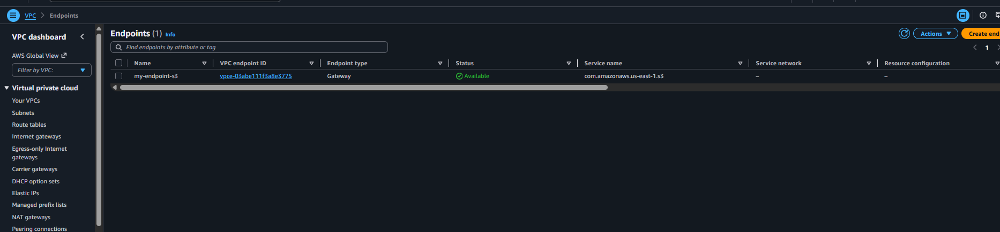 VPC > Endpoints
VPC dashboard
AWS Global View
Filter by VPC:
Virtual private cloud
Your VPCs
Subnets
Route tables
Internet gateways
Egress-only Internet
gateways
Carrier gateways
DHCP option sets
Elastic IPs
Managed prefix lists
NAT gateways
Peering connections
Endpoints (1) Info
Actions
Create end
Find endpoints by attribute or tag
1
Name VPC endpoint ID Endpoint type Status Service name Service network Resource configuration
my-endpoint-s3 vpce-03abe111f3a8e3775 Gateway Available com.amazonaws.us-east-1.s3 – –